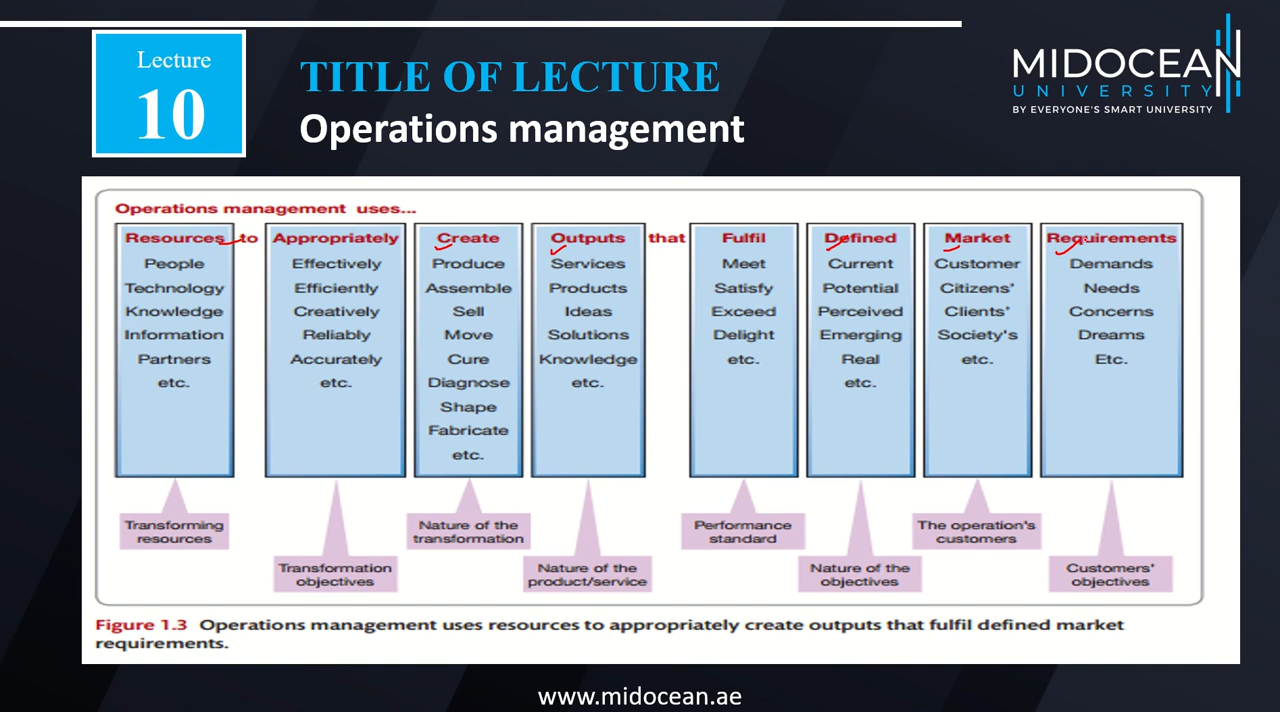 Lecture
10
TITLE OF LECTURE
Operations management
MIDOCEAN
UNIVERSITY
BY EVERYONE'S SMART UNIVERSITY
Operations management uses...
Resources to Appropriately Create Outputs that Fulfil Defined Market Requirements
People
Technology
Knowledge
Information
Partners
etc.
Effectively
Efficiently
Creatively
Reliably
Accurately
etc.
Produce
Assemble
Sell
Move
Cure
Diagnose
Shape
Fabricate
etc.
Services
Products
Ideas
Solutions
Knowledge
etc.
Meet
Satisfy
Exceed
Delight
etc.
Current
Potential
Perceived
Emerging
Real
etc.
Customer
Citizens'
Clients'
Society's
etc.
Demands
Needs
Concerns
Dreams
Etc.
Transforming
resources
Transformation
objectives
Nature of the
transformation
Nature of the
product/service
Performance
standard
Nature of the
objectives
The operation's
customers
Customers'
objectives
Figure 1.3 Operations management uses resources to appropriately create outputs that fulfil defined market
requirements.
www.midocean.ae